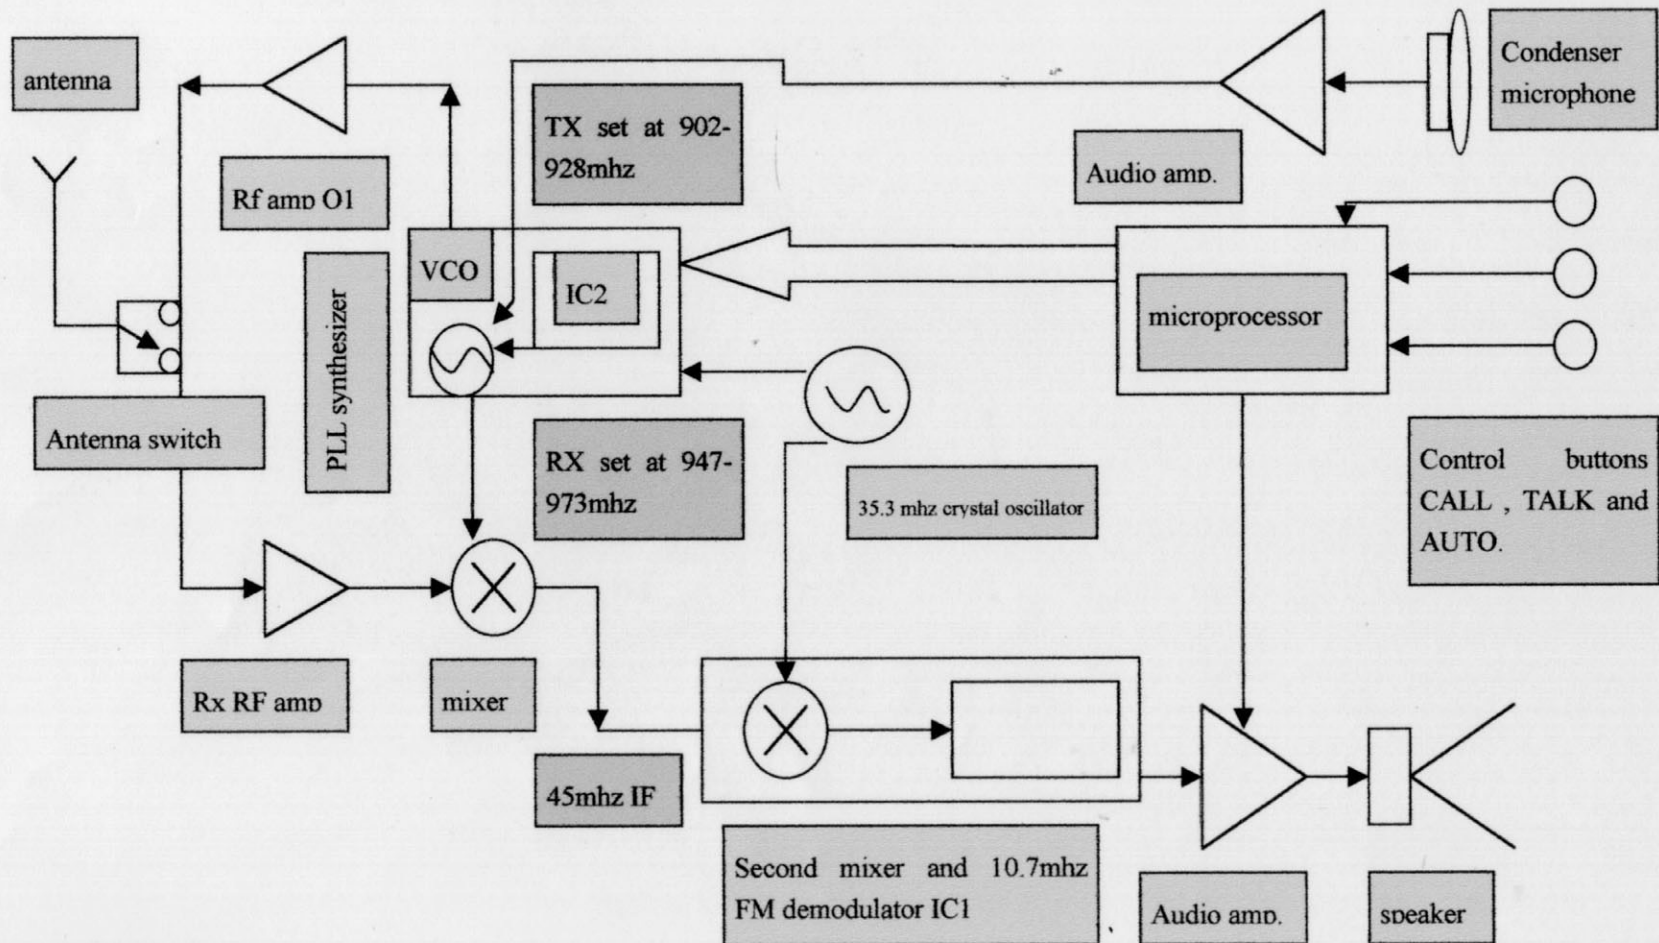 antenna
Condenser
microphone
TX set at 902-
928mhz
Audio amp.
Rf amp Q1
VCO
IC2
microprocessor
PLL synthesizer
Antenna switch
RX set at 947-
973mhz
35.3 mhz crystal oscillator
Control buttons
CALL , TALK and
AUTO.
Rx RF amp
mixer
45mhz IF
Second mixer and 10.7mhz
FM demodulator IC1
Audio amp.
speaker